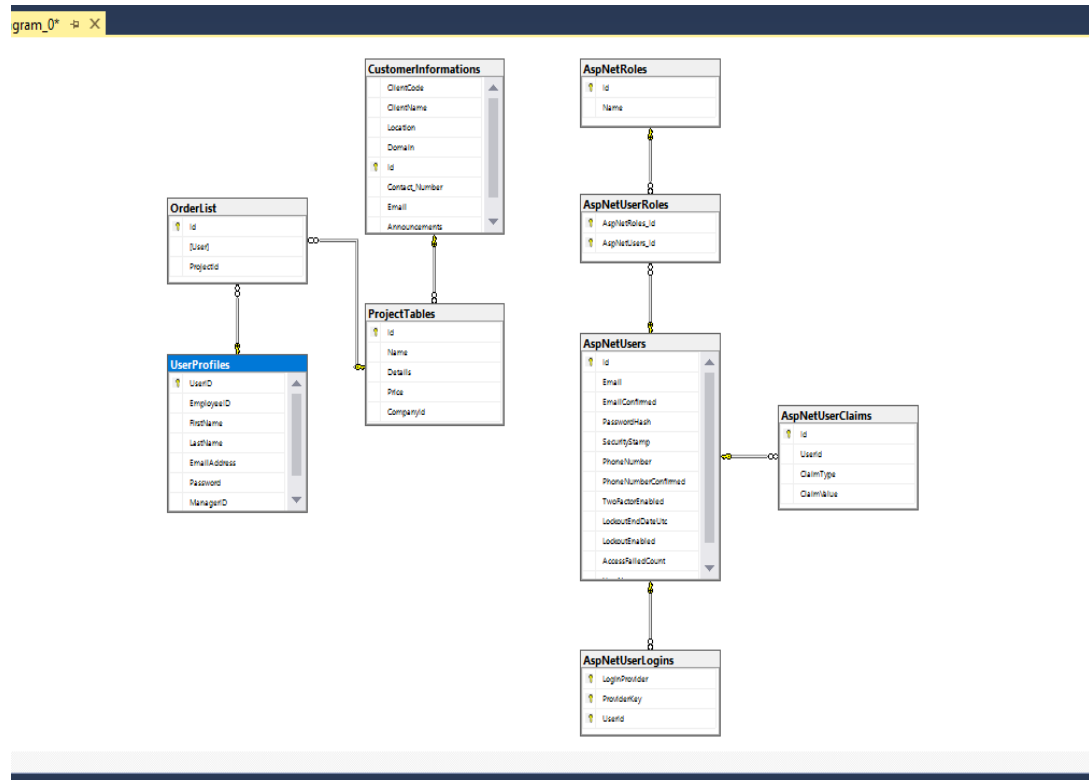 gram_0*
CustomerInformations
ClientCode
ClientName
Location
Domain
Id
Contact_Number
Email
Announcements
AspNetRoles
Id
Name
OrderList
Id
[User]
ProjectId
AspNetUserRoles
AspNetRoles_Id
AspNetUsers_Id
ProjectTables
Id
Name
Details
Price
CompanyId
UserProfiles
UserID
EmployeeID
FirstName
LastName
EmailAddress
Password
ManagerID
AspNetUsers
Id
Email
EmailConfirmed
PasswordHash
SecurityStamp
PhoneNumber
PhoneNumberConfirmed
TwoFactorEnabled
LockoutEndDateUtc
LockoutEnabled
AccessFailedCount
AspNetUserClaims
Id
UserId
ClaimType
ClaimValue
AspNetUserLogins
LoginProvider
ProviderKey
UserId